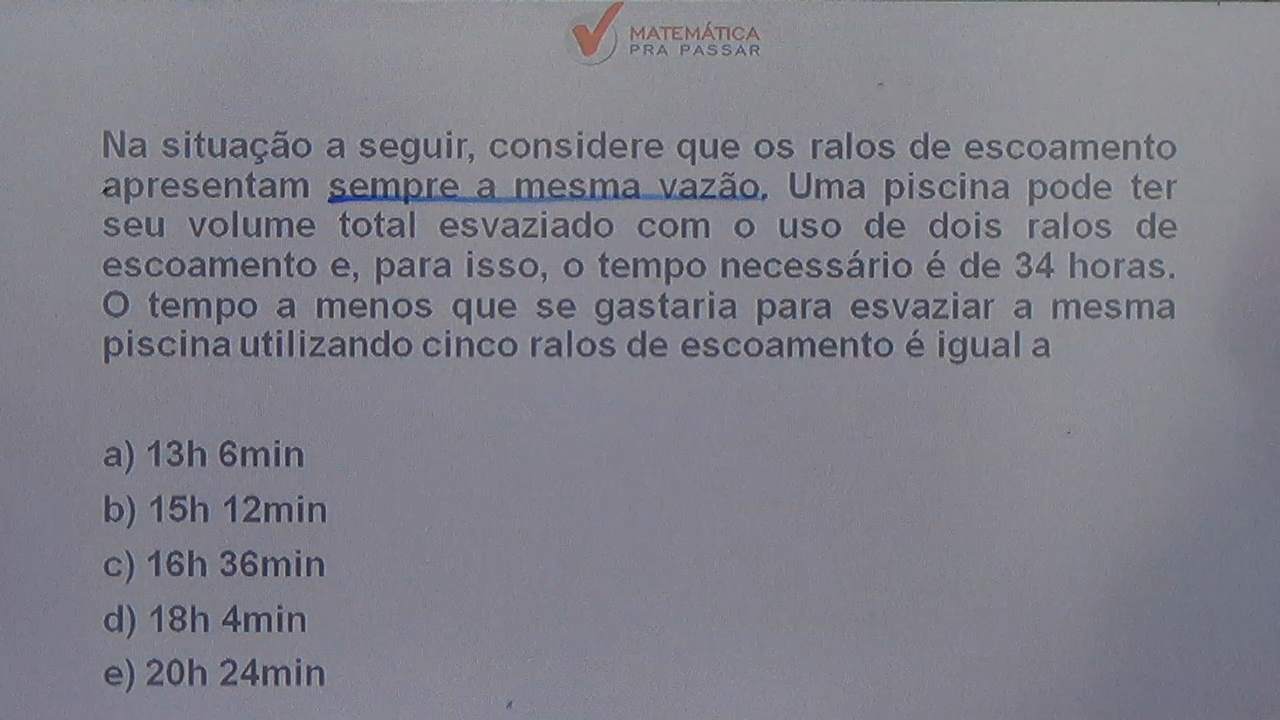 MATEMÁTICA
PRA PASSAR
Na situação a seguir, considere que os ralos de escoamento
apresentam sempre a mesma vazão. Uma piscina pode ter
seu volume total esvaziado com o uso de dois ralos de
escoamento e, para isso, o tempo necessário é de 34 horas.
O tempo a menos que se gastaria para esvaziar a mesma
piscina utilizando cinco ralos de escoamento é igual a
a) 13h 6min
b) 15h 12min
c) 16h 36min
d) 18h 4min
e) 20h 24min